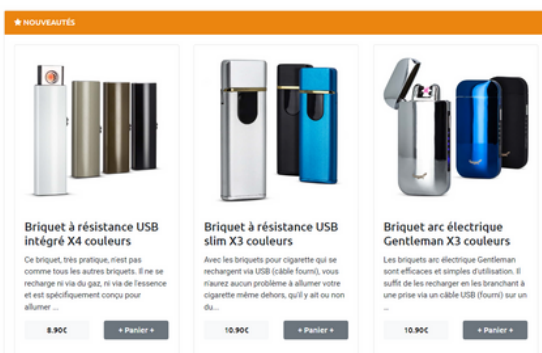 ★ NOUVEAUTÉS
Briquet à résistance USB
intégré X4 couleurs
Ce briquet, très pratique, n'est pas
comme tous les autres briquets. Il ne se
recharge ni via du gaz, ni via de l'essence
et est spécifiquement conçu pour
allumer ...
8.90€
+ Panier +
Briquet à résistance USB
slim X3 couleurs
Avec les briquets pour cigarette qui se
rechargent via USB (câble fourni), vous
n'aurez aucun problème à allumer votre
cigarette même dehors, qu'il y ait ou non
du...
10.90€
+ Panier +
Briquet arc électrique
Gentleman X3 couleurs
Les briquets arc électrique Gentleman
sont efficaces et simples d'utilisation. Il
suffit de les recharger en les branchant à
une prise via un câble USB (fourni) sur un
...
10.90€
+ Panier +